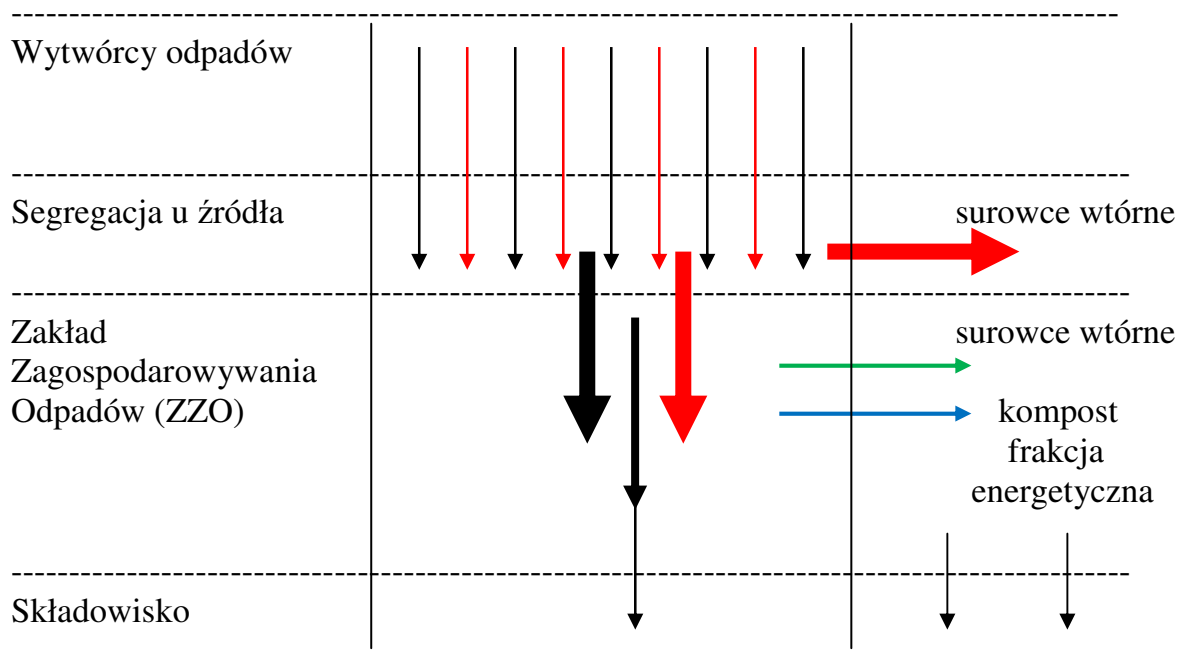 Wytwórcy odpadów
Segregacja u źródła
surowce wtórne
Zakład
Zagospodarowywania
Odpadów (ZZO)
surowce wtórne
kompost
frakcja
energetyczna
Składowisko